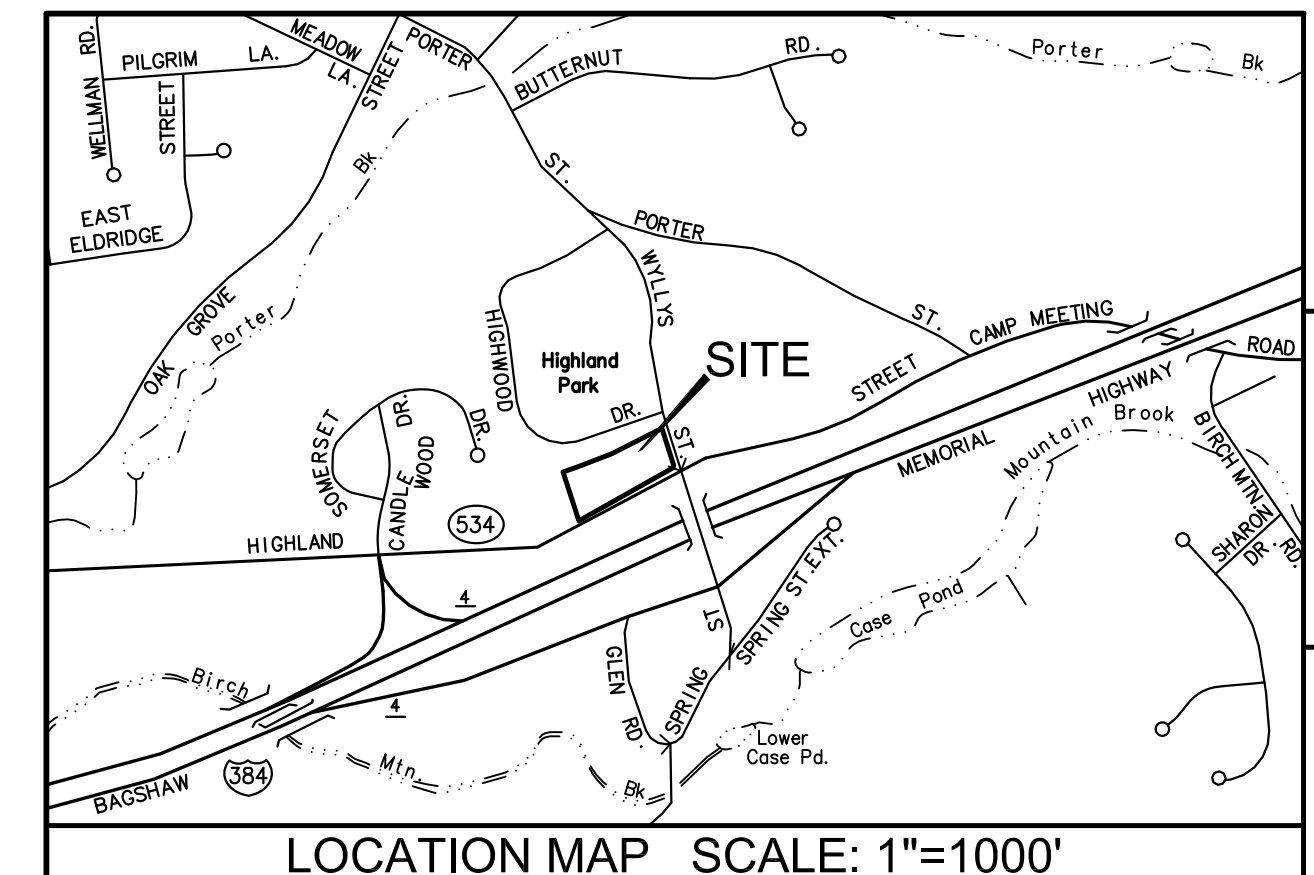 WELLMAN RD.
PILGRIM LA.
STREET
EAST
ELDRIDGE
MEADOW
LA.
STREET
PORTER
BUTTERNUT RD.
Porter Bk
Bk
ST.
PORTER
WYLLYS
HIGHWOOD
Highland
Park
SITE
DR.
ST.
ST.
CAMP MEETING
STREET
ROAD
HIGHWAY
MEMORIAL
Mountain Brook
BIRCH MTN.
RD.
SHARON
DR.
OAK GROVE
Porter
SOMERSET
DR.
CANDLE
WOOD
DR.
534
HIGHLAND
4
4
ST
SPRING ST.EXT.
GLEN RD.
SPRING
Case Pond
Lower
Case Pd.
Birch
Mtn.
Bk
384
BAGSHAW
LOCATION MAP SCALE: 1"=1000'